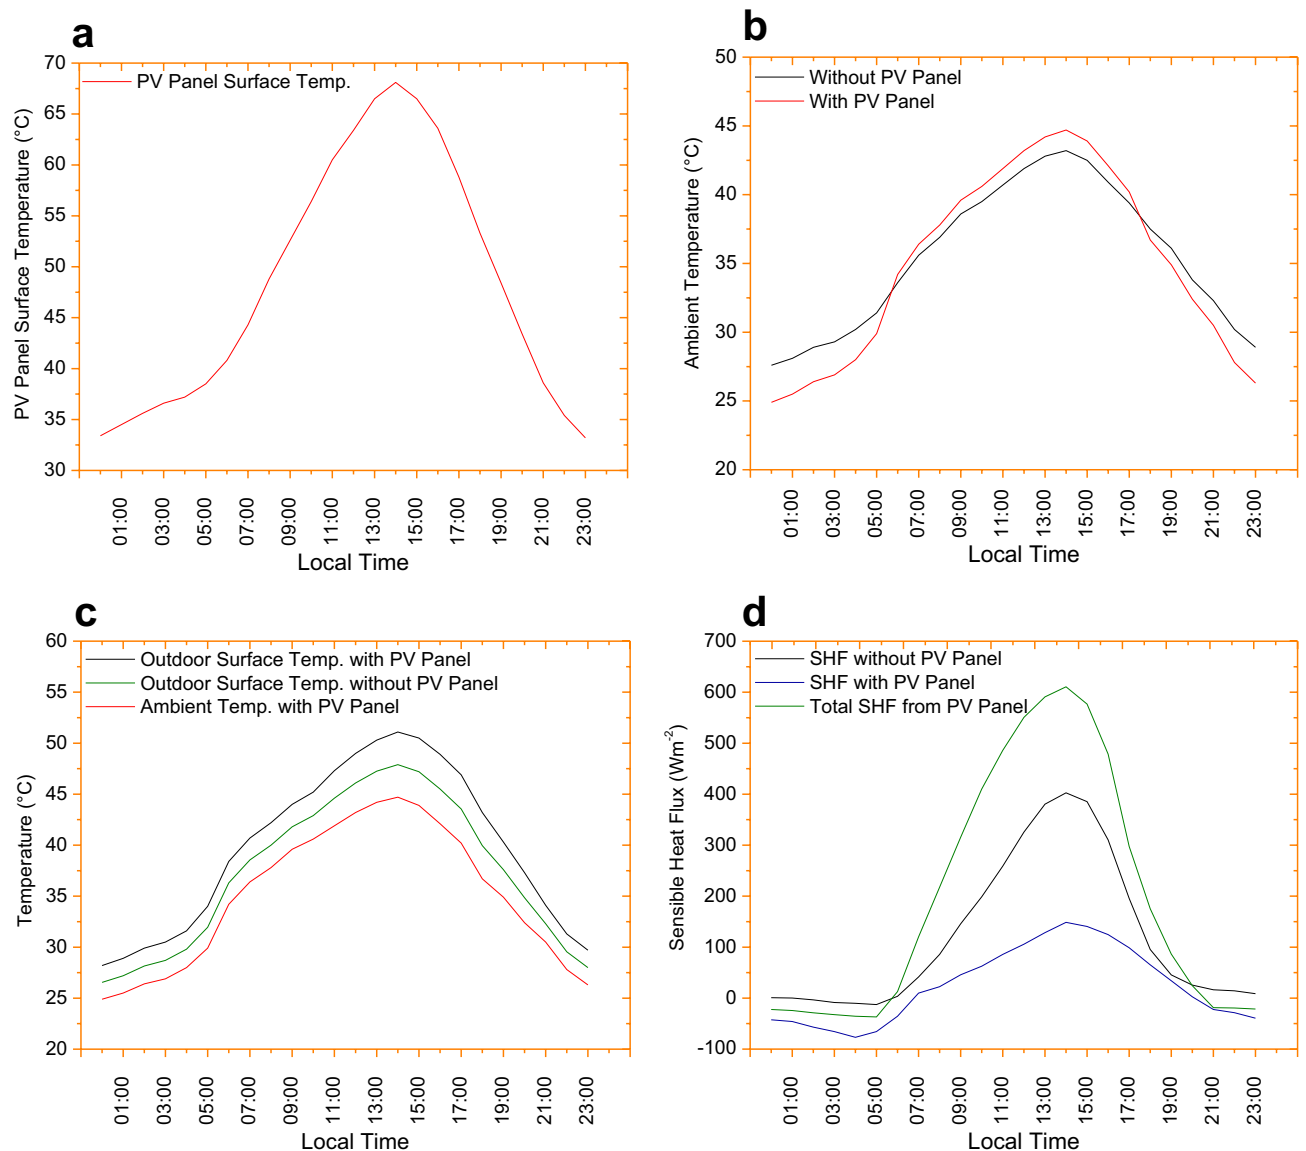 a
PV Panel Surface Temp.
PV Panel Surface Temperature (°C)
70
65
60
55
50
45
40
35
30
01:00 03:00 05:00 07:00 09:00 11:00 13:00 15:00 17:00 19:00 21:00 23:00
Local Time
b
Without PV Panel
With PV Panel
Ambient Temperature (°C)
50
45
40
35
30
25
20
01:00 03:00 05:00 07:00 09:00 11:00 13:00 15:00 17:00 19:00 21:00 23:00
Local Time
c
Outdoor Surface Temp. with PV Panel
Outdoor Surface Temp. without PV Panel
Ambient Temp. with PV Panel
Temperature (°C)
60
55
50
45
40
35
30
25
20
01:00 03:00 05:00 07:00 09:00 11:00 13:00 15:00 17:00 19:00 21:00 23:00
Local Time
d
SHF without PV Panel
SHF with PV Panel
Total SHF from PV Panel
Sensible Heat Flux (Wm⁻²)
700
600
500
400
300
200
100
0
-100
01:00 03:00 05:00 07:00 09:00 11:00 13:00 15:00 17:00 19:00 21:00 23:00
Local Time